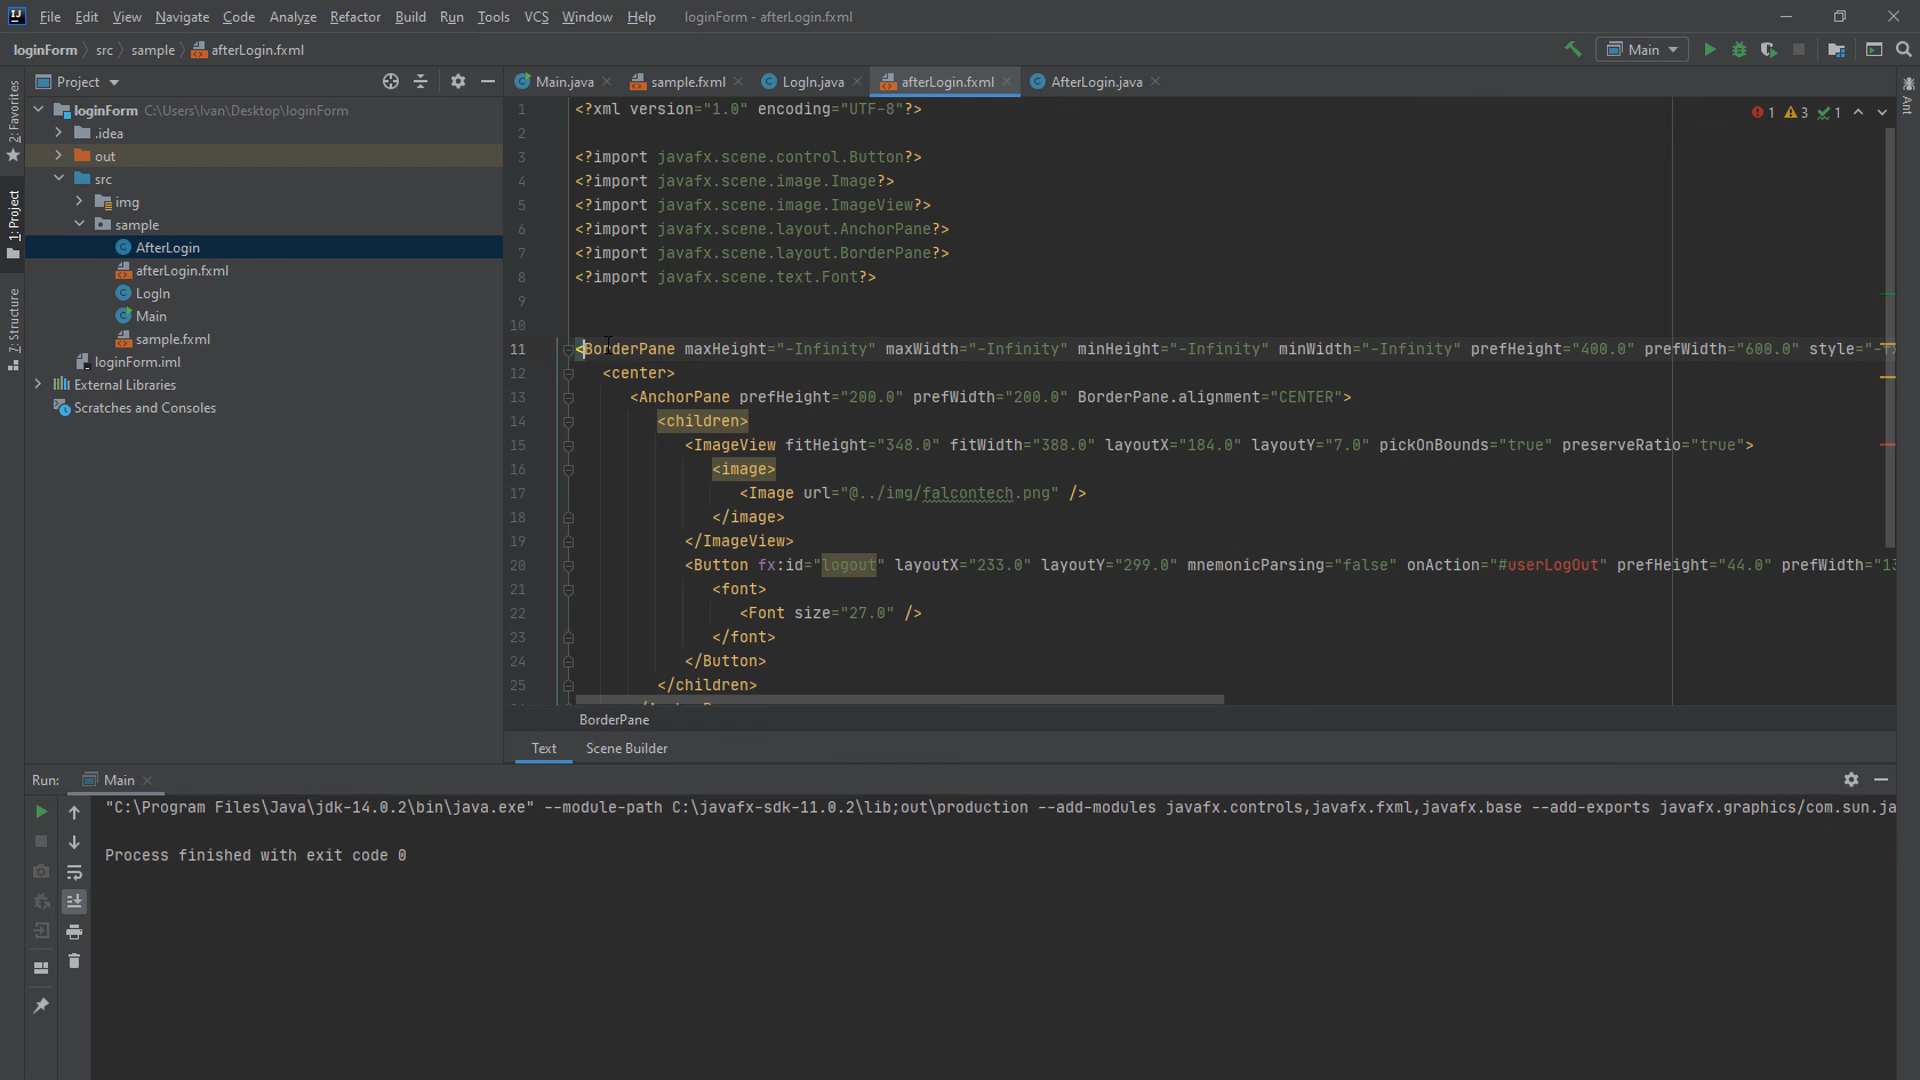 File Edit View Navigate Code Analyze Refactor Build Run Tools VCS Window Help loginForm - afterLogin.fxml
loginForm src sample afterLogin.fxml Main
Project Main.java sample.fxml LogIn.java afterLogin.fxml AfterLogin.java
2: Favorites
1: Project
7: Structure
Ant
loginForm C:\Users\Ivan\Desktop\loginForm
.idea
out
src
img
sample
AfterLogin
afterLogin.fxml
LogIn
Main
sample.fxml
loginForm.iml
External Libraries
Scratches and Consoles
1 3 1
1 <?xml version="1.0" encoding="UTF-8"?>
2
3 <?import javafx.scene.control.Button?>
4 <?import javafx.scene.image.Image?>
5 <?import javafx.scene.image.ImageView?>
6 <?import javafx.scene.layout.AnchorPane?>
7 <?import javafx.scene.layout.BorderPane?>
8 <?import javafx.scene.text.Font?>
9
10
11 <BorderPane maxHeight="-Infinity" maxWidth="-Infinity" minHeight="-Infinity" minWidth="-Infinity" prefHeight="400.0" prefWidth="600.0" style="-f
12 <center>
13 <AnchorPane prefHeight="200.0" prefWidth="200.0" BorderPane.alignment="CENTER">
14 <children>
15 <ImageView fitHeight="348.0" fitWidth="388.0" layoutX="184.0" layoutY="7.0" pickOnBounds="true" preserveRatio="true">
16 <image>
17 <Image url="@../img/falcontech.png" />
18 </image>
19 </ImageView>
20 <Button fx:id="logout" layoutX="233.0" layoutY="299.0" mnemonicParsing="false" onAction="#userLogOut" prefHeight="44.0" prefWidth="13
21 <font>
22 <Font size="27.0" />
23 </font>
24 </Button>
25 </children>
BorderPane
Text Scene Builder
Run: Main
"C:\Program Files\Java\jdk-14.0.2\bin\java.exe" --module-path C:\javafx-sdk-11.0.2\lib;out\production --add-modules javafx.controls,javafx.fxml,javafx.base --add-exports javafx.graphics/com.sun.ja
Process finished with exit code 0